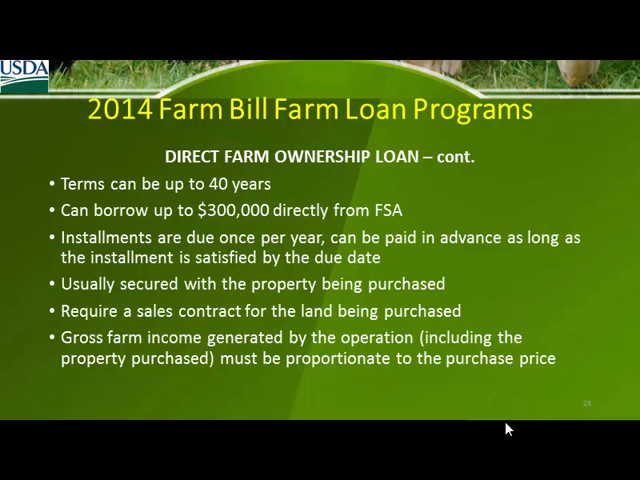 USDA
2014 Farm Bill Farm Loan Programs
DIRECT FARM OWNERSHIP LOAN – cont.
• Terms can be up to 40 years
• Can borrow up to $300,000 directly from FSA
• Installments are due once per year, can be paid in advance as long as
the installment is satisfied by the due date
• Usually secured with the property being purchased
• Require a sales contract for the land being purchased
• Gross farm income generated by the operation (including the
property purchased) must be proportionate to the purchase price
28